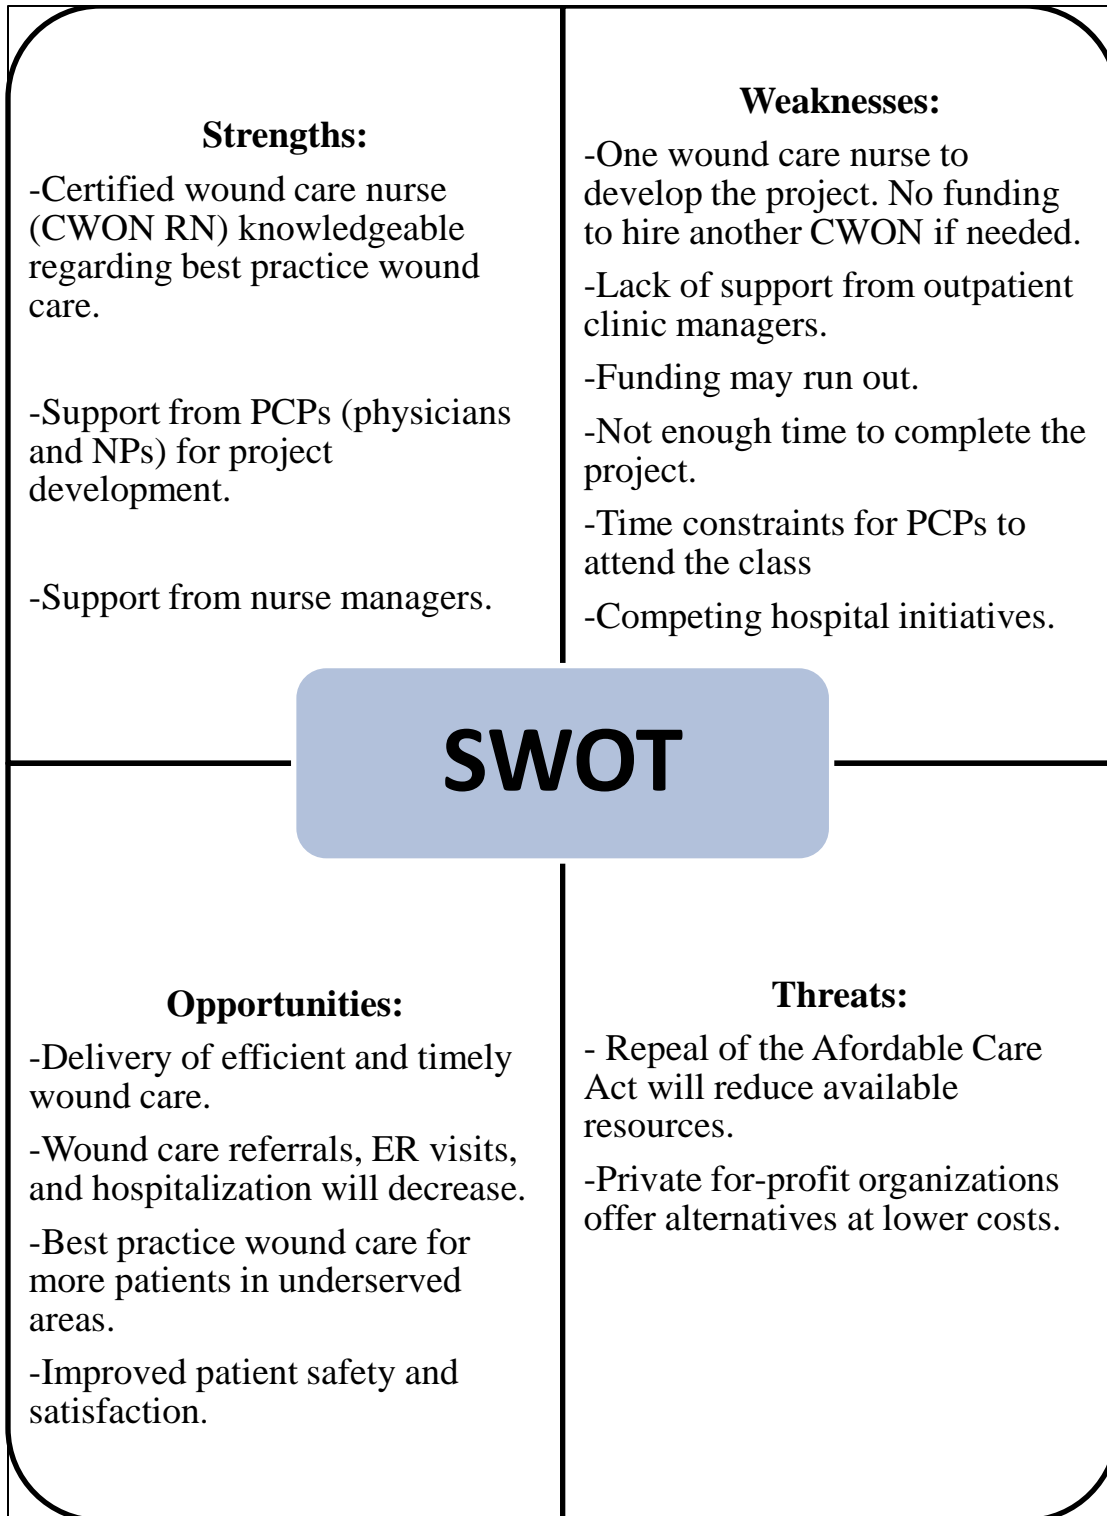 Strengths:
-Certified wound care nurse
(CWON RN) knowledgeable
regarding best practice wound
care.
-Support from PCPs (physicians
and NPs) for project
development.
-Support from nurse managers.
Weaknesses:
-One wound care nurse to
develop the project. No funding
to hire another CWON if needed.
-Lack of support from outpatient
clinic managers.
-Funding may run out.
-Not enough time to complete the
project.
-Time constraints for PCPs to
attend the class
-Competing hospital initiatives.
SWOT
Opportunities:
-Delivery of efficient and timely
wound care.
-Wound care referrals, ER visits,
and hospitalization will decrease.
-Best practice wound care for
more patients in underserved
areas.
-Improved patient safety and
satisfaction.
Threats:
- Repeal of the Afordable Care
Act will reduce available
resources.
-Private for-profit organizations
offer alternatives at lower costs.